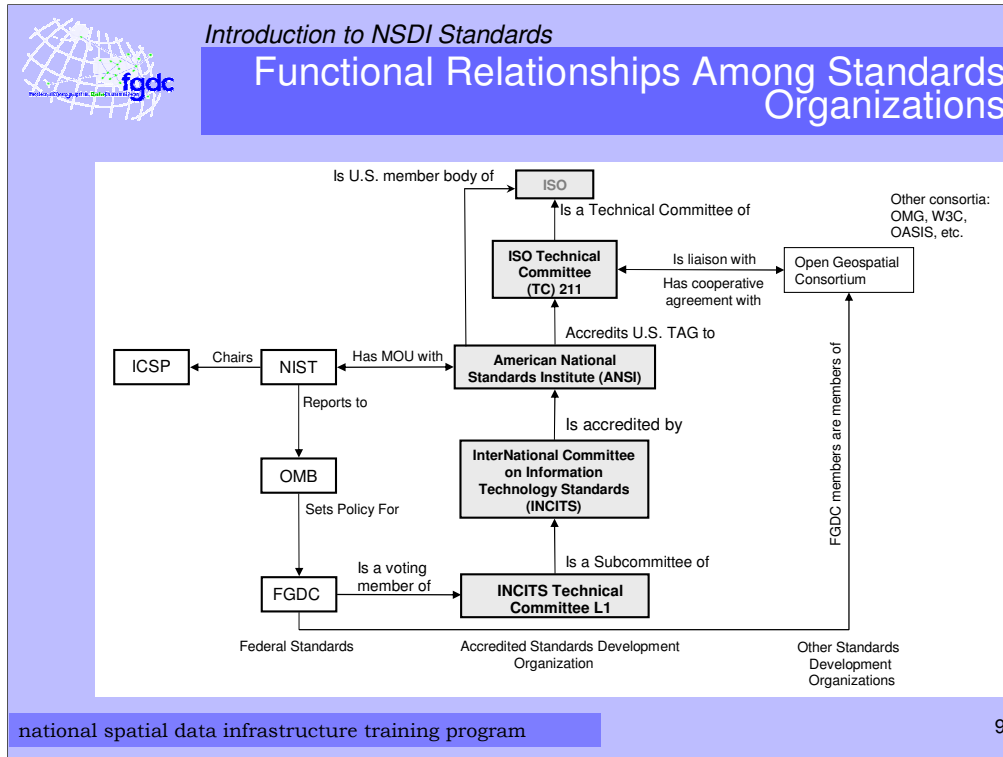 Introduction to NSDI Standards
fgdc
Functional Relationships Among Standards
Organizations
Is U.S. member body of
ISO
Is a Technical Committee of
Other consortia:
OMG, W3C,
OASIS, etc.
ISO Technical
Committee
(TC) 211
Is liaison with
Has cooperative
agreement with
Open Geospatial
Consortium
Accredits U.S. TAG to
ICSP
Chairs
NIST
Has MOU with
American National
Standards Institute (ANSI)
Reports to
Is accredited by
FGDC members are members of
OMB
InterNational Committee
on Information
Technology Standards
(INCITS)
Sets Policy For
Is a voting
member of
Is a Subcommittee of
FGDC
INCITS Technical
Committee L1
Federal Standards
Accredited Standards Development
Organization
Other Standards
Development
Organizations
national spatial data infrastructure training program
9